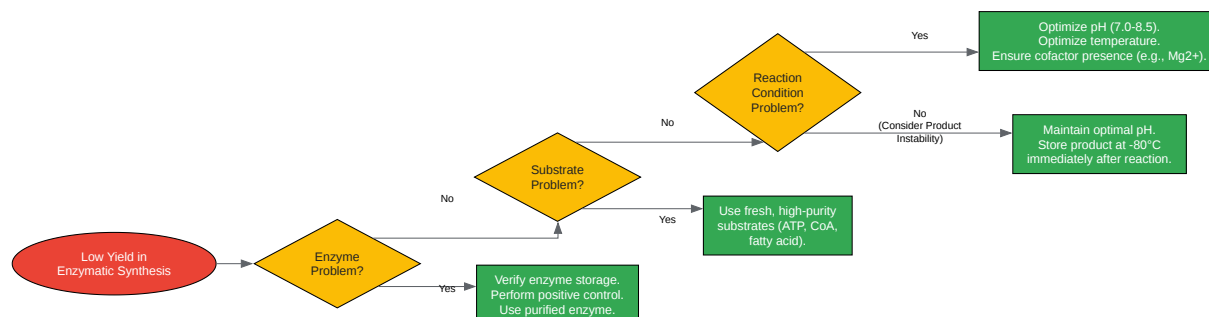 Low Yield in
Enzymatic Synthesis
Enzyme
Problem?
Yes
Verify enzyme storage.
Perform positive control.
Use purified enzyme.
No
Substrate
Problem?
Yes
Use fresh, high-purity
substrates (ATP, CoA,
fatty acid).
No
Reaction
Condition
Problem?
Yes
Optimize pH (7.0-8.5).
Optimize temperature.
Ensure cofactor presence (e.g., Mg2+).
No
(Consider Product
Instability)
Maintain optimal pH.
Store product at -80°C
immediately after reaction.